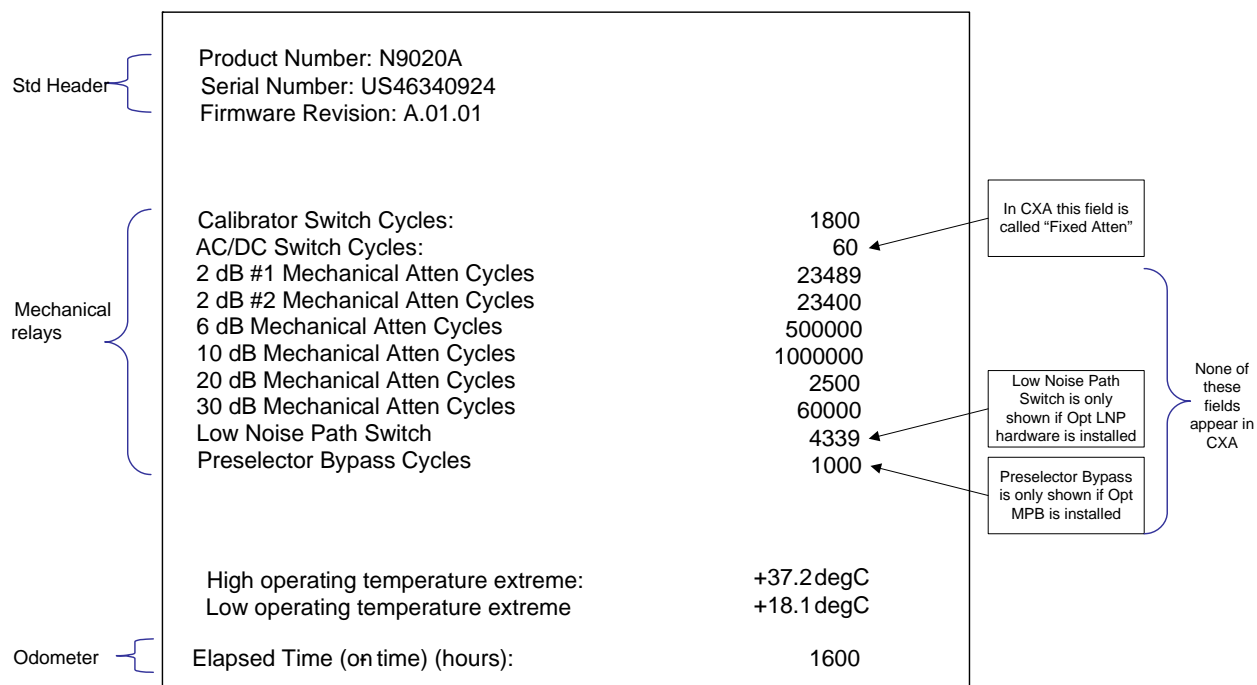 Std Header
Product Number: N9020A
Serial Number: US46340924
Firmware Revision: A.01.01
Mechanical
relays
Calibrator Switch Cycles: 1800
AC/DC Switch Cycles: 60
2 dB #1 Mechanical Atten Cycles 23489
2 dB #2 Mechanical Atten Cycles 23400
6 dB Mechanical Atten Cycles 500000
10 dB Mechanical Atten Cycles 1000000
20 dB Mechanical Atten Cycles 2500
30 dB Mechanical Atten Cycles 60000
Low Noise Path Switch 4339
Preselector Bypass Cycles 1000
In CXA this field is
called “Fixed Atten”
Low Noise Path
Switch is only
shown if Opt LNP
hardware is installed
Preselector Bypass
is only shown if Opt
MPB is installed
None of
these
fields
appear in
CXA
High operating temperature extreme: +37.2 degC
Low operating temperature extreme +18.1 degC
Odometer
Elapsed Time (on-time) (hours): 1600